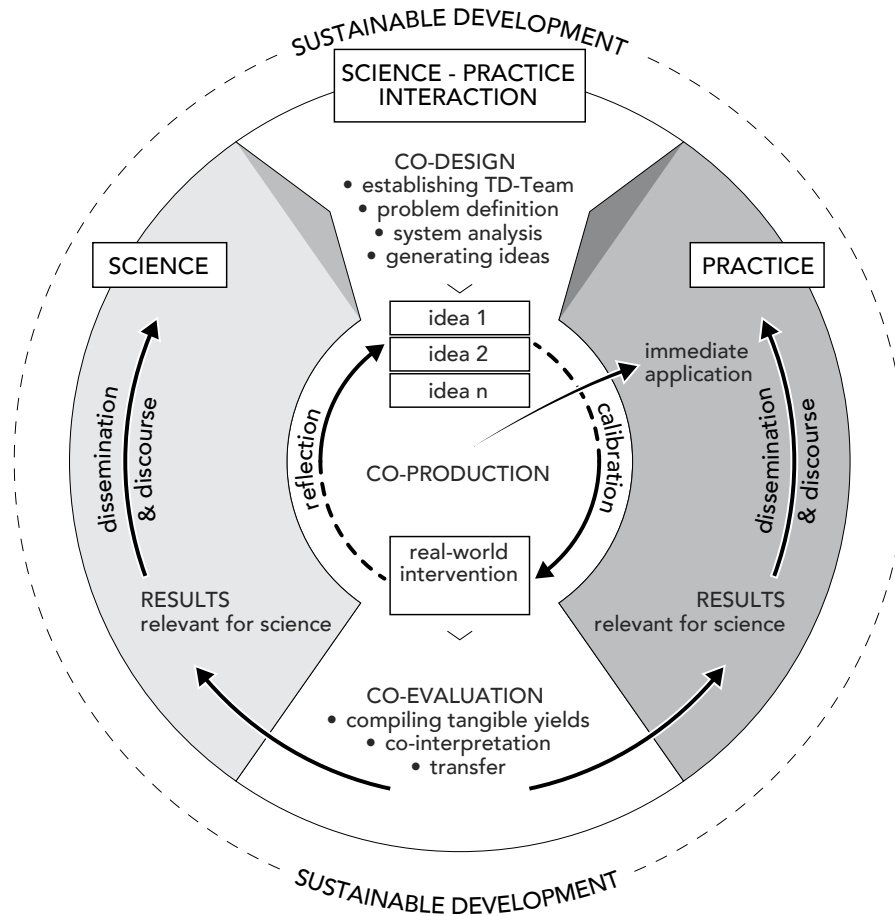 SUSTAINABLE DEVELOPMENT
SCIENCE - PRACTICE
INTERACTION
CO-DESIGN
• establishing TD-Team
• problem definition
• system analysis
• generating ideas
SCIENCE
PRACTICE
idea 1
idea 2
idea n
immediate
application
dissemination
& discourse
reflection
calibration
dissemination
& discourse
CO-PRODUCTION
real-world
intervention
RESULTS
relevant for science
RESULTS
relevant for science
CO-EVALUATION
• compiling tangible yields
• co-interpretation
• transfer
SUSTAINABLE DEVELOPMENT